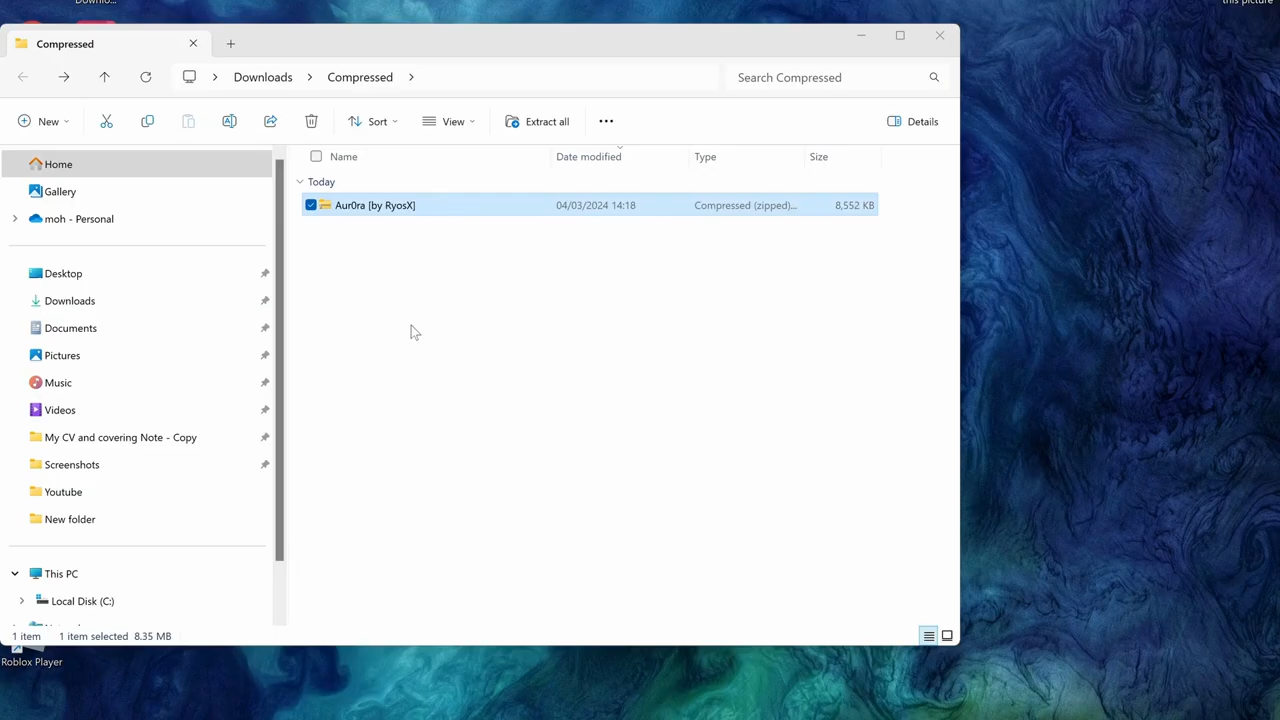 Downlo...
this picture
Compressed
Downloads > Compressed >
Search Compressed
New
Sort
View
Extract all
Details
Name
Date modified
Type
Size
Home
Gallery
moh - Personal
Today
Aur0ra [by RyosX]
04/03/2024 14:18
Compressed (zipped)...
8,552 KB
Desktop
Downloads
Documents
Pictures
Music
Videos
My CV and covering Note - Copy
Screenshots
Youtube
New folder
This PC
Local Disk (C:)
1 item
1 item selected 8.35 MB
Roblox Player